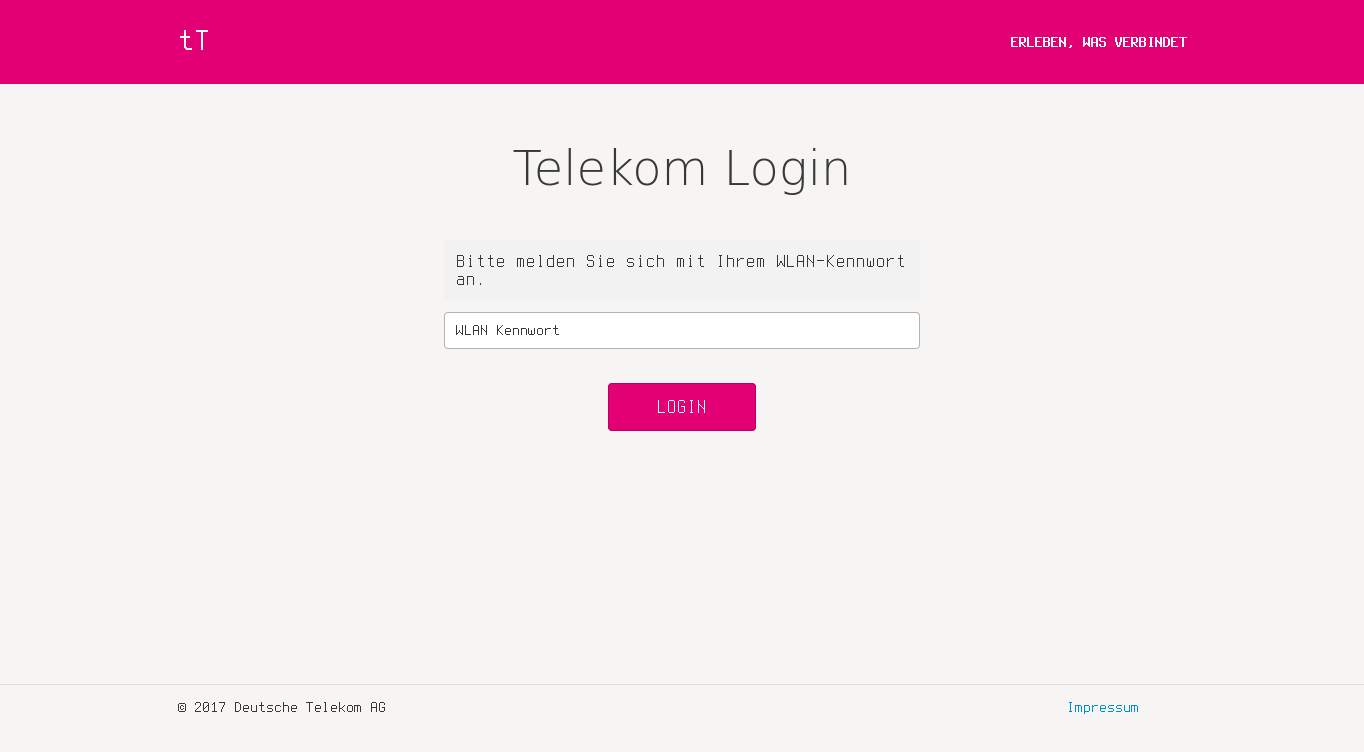 tT
ERLEBEN, WAS VERBINDET
Telekom Login
Bitte melden Sie sich mit Ihrem WLAN-Kennwort
an.
WLAN Kennwort
LOGIN
© 2017 Deutsche Telekom AG
Impressum